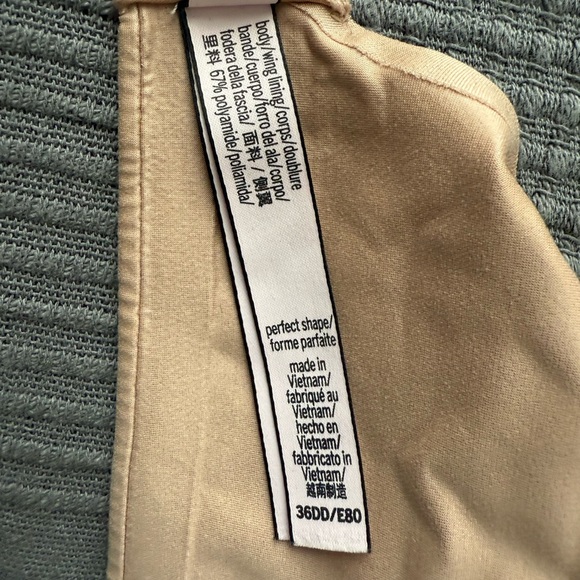 body/wing lining/corps/doublure
bande/cuerpo/forro del ala/corpo/
fodera della fascia/ 面料 / 侧翼
里料 67% polyamide/poliamida/
perfect shape/
forme parfaite
made in
Vietnam/
fabriqué au
Vietnam/
hecho en
Vietnam/
fabbricato in
Vietnam/
越南制造
36DD/E80